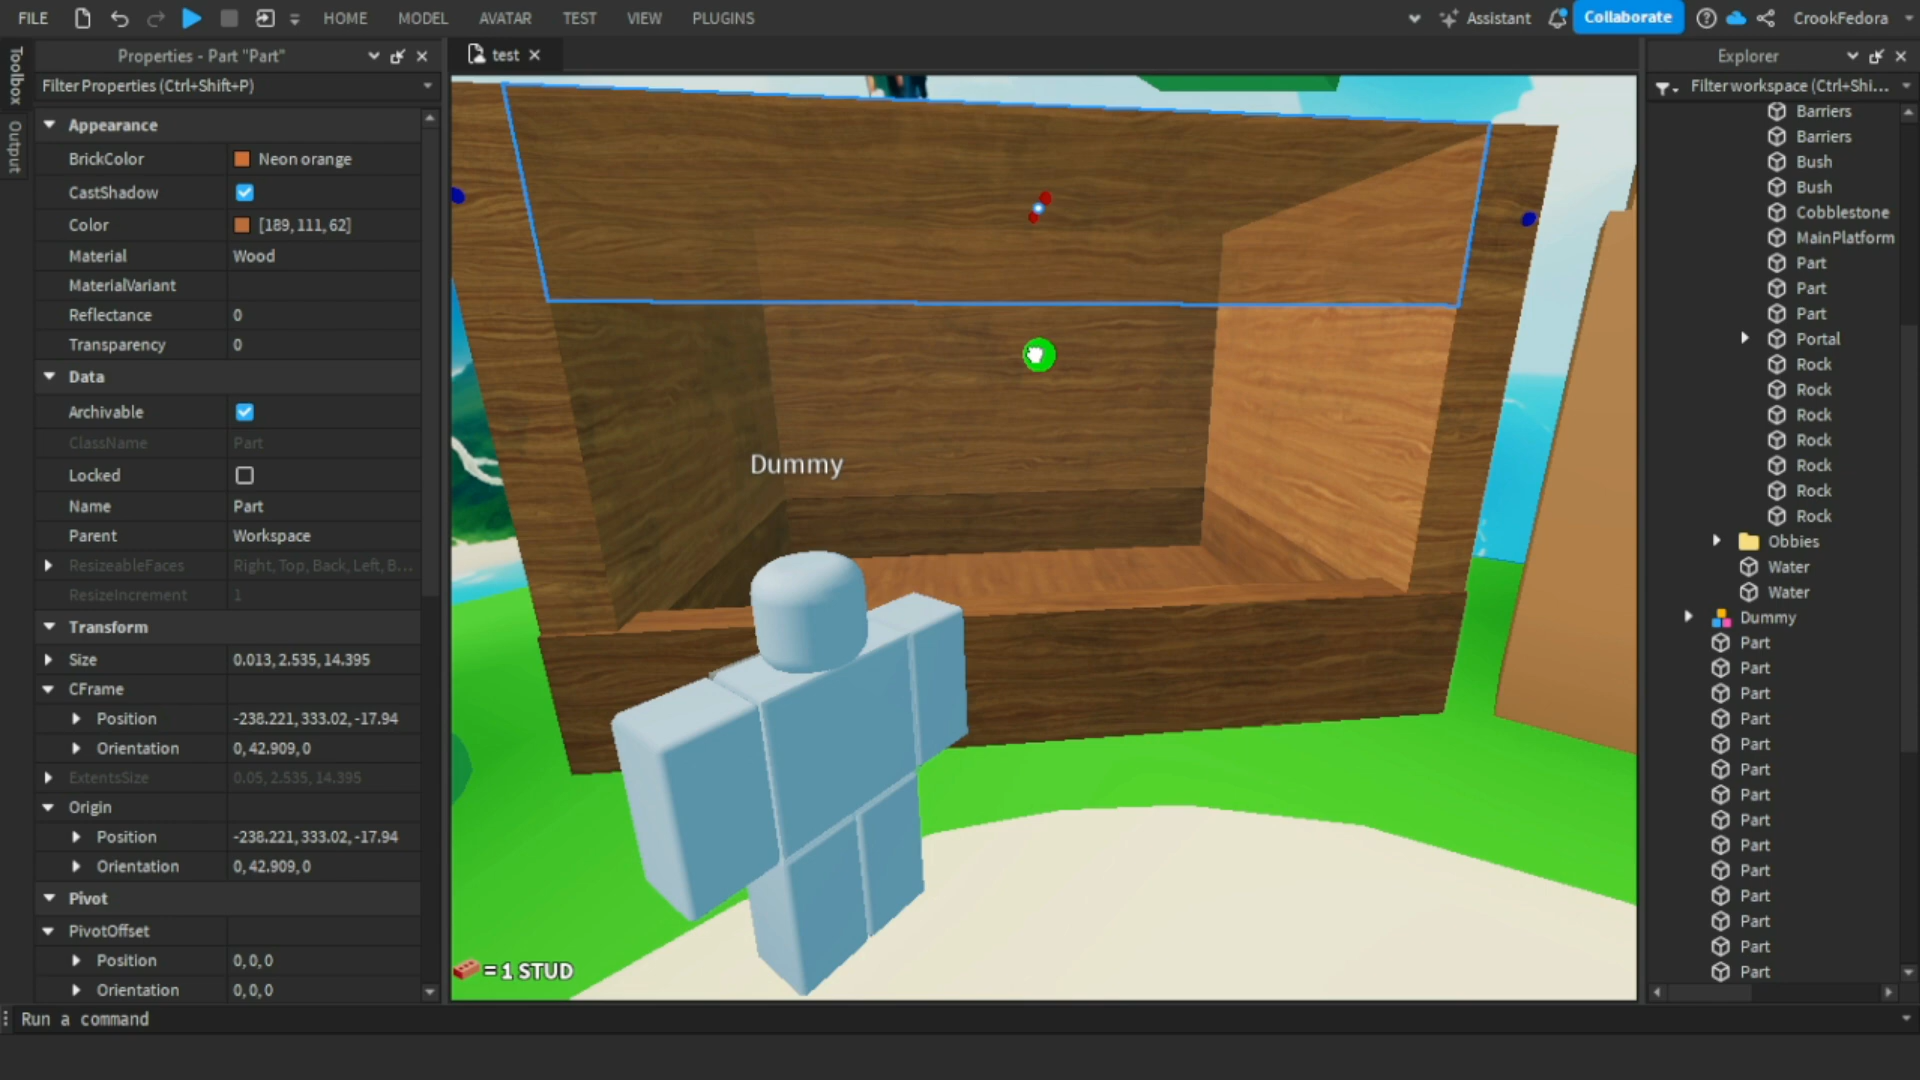 FILE HOME MODEL AVATAR TEST VIEW PLUGINS Assistant Collaborate CrookFedora
Toolbox
Output
Properties - Part "Part"
Filter Properties (Ctrl+Shift+P)
Appearance
BrickColor Neon orange
CastShadow
Color [189, 111, 62]
Material Wood
MaterialVariant
Reflectance 0
Transparency 0
Data
Archivable
ClassName Part
Locked
Name Part
Parent Workspace
ResizeableFaces Right, Top, Back, Left, B...
ResizeIncrement 1
Transform
Size 0.013, 2.535, 14.395
CFrame
Position -238.221, 333.02, -17.94
Orientation 0, 42.909, 0
ExtentsSize 0.05, 2.535, 14.395
Origin
Position -238.221, 333.02, -17.94
Orientation 0, 42.909, 0
Pivot
PivotOffset
Position 0, 0, 0
Orientation 0, 0, 0
test
Dummy
= 1 STUD
Explorer
Filter workspace (Ctrl+Shi...
Barriers
Barriers
Bush
Bush
Cobblestone
MainPlatform
Part
Part
Part
Portal
Rock
Rock
Rock
Rock
Rock
Rock
Rock
Obbies
Water
Water
Dummy
Part
Part
Part
Part
Part
Part
Part
Part
Part
Part
Part
Part
Part
Part
Run a command